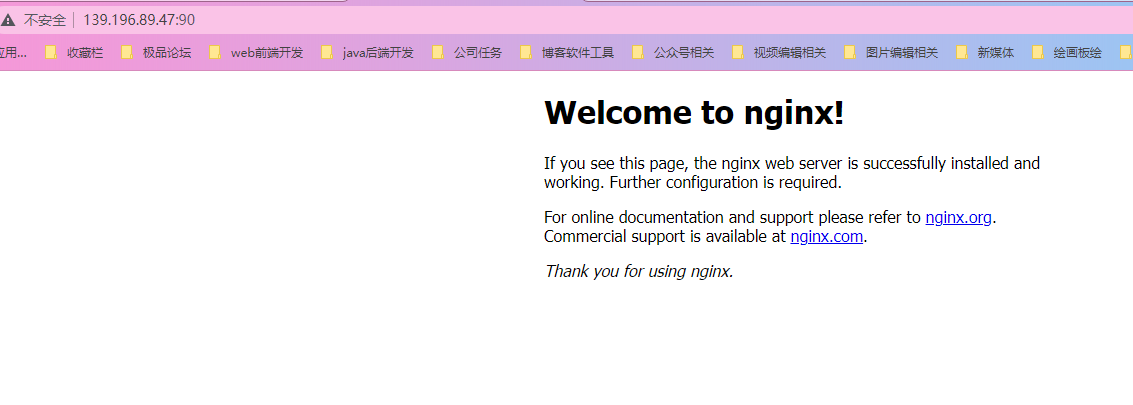 不安全 139.196.89.47:90
应用... 收藏栏 极品论坛 web前端开发 java后端开发 公司任务 博客软件工具 公众号相关 视频编辑相关 图片编辑相关 新媒体 绘画板绘
Welcome to nginx!
If you see this page, the nginx web server is successfully installed and
working. Further configuration is required.
For online documentation and support please refer to nginx.org.
Commercial support is available at nginx.com.
Thank you for using nginx.